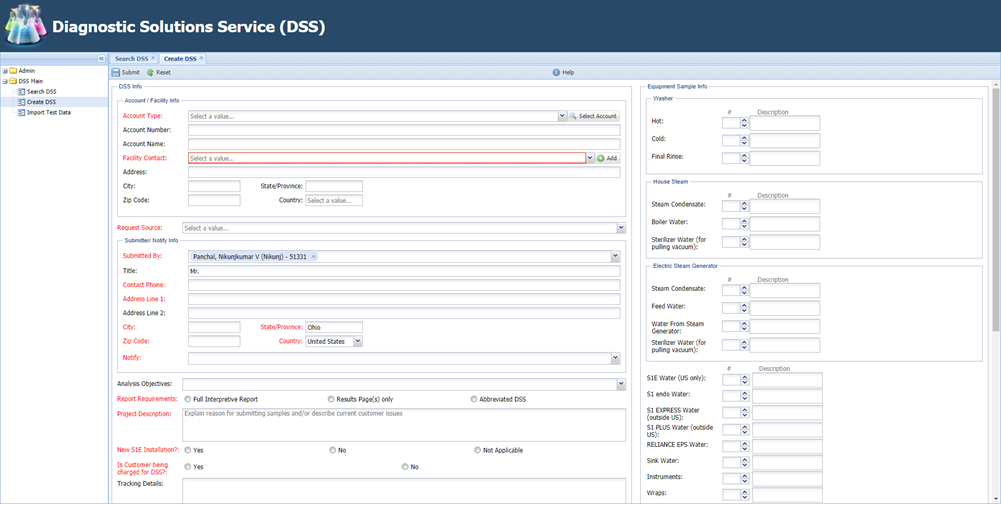 Diagnostic Solutions Service (DSS)
Search DSS
Create DSS
Admin
DSS Main
Search DSS
Create DSS
Import Test Data
Submit
Reset
Help
DSS Info
Account / Facility Info
Account Type: Select a value... Select Account
Account Number:
Account Name:
Facility Contact: Select a value... Add
Address:
City: State/Province:
Zip Code: Country: Select a value...
Request Source: Select a value...
Submitter/ Notify Info
Submitted By: Panchal, Nikunjkumar V (Nikunj) - 51331
Title: Mr.
Contact Phone:
Address Line 1:
Address Line 2:
City: State/Province: Ohio
Zip Code: Country: United States
Notify:
Analysis Objectives:
Report Requirements: Full Interpretive Report Results Page(s) only Abbreviated DSS
Project Description: Explain reason for submitting samples and/or describe current customer issues
New S1E Installation?: Yes No Not Applicable
Is Customer being
charged for DSS?: Yes No
Tracking Details:
Equipment Sample Info
Washer
# Description
Hot:
Cold:
Final Rinse:
House Steam
# Description
Steam Condensate:
Boiler Water:
Sterilizer Water (for
pulling vacuum):
Electric Steam Generator
# Description
Steam Condensate:
Feed Water:
Water From Steam
Generator:
Sterilizer Water (for
pulling vacuum):
# Description
S1E Water (US only):
S1 endo Water:
S1 EXPRESS Water
(outside US):
S1 PLUS Water (outside
US):
RELIANCE EPS Water:
Sink Water:
Instruments:
Wraps: